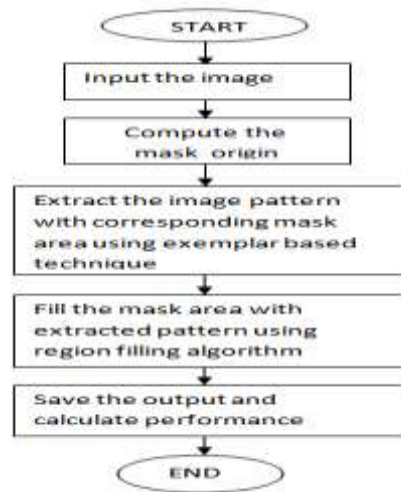 START
Input the image
Compute the
mask origin
Extract the image pattern
with corresponding mask
area using exemplar based
technique
Fill the mask area with
extracted pattern using
region filling algorithm
Save the output and
calculate performance
END